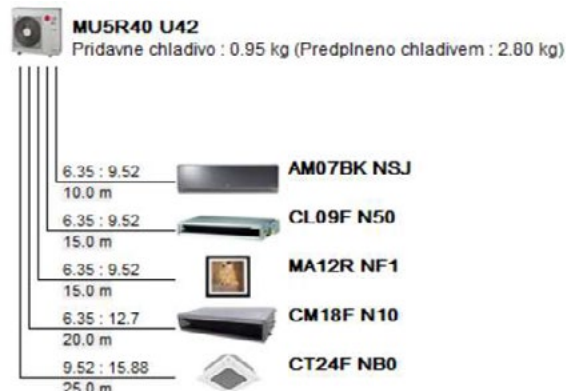 MU5R40 U42
Pridavne chladivo : 0.95 kg (Predplneno chladivem : 2.80 kg)
6.35 : 9.52
AM07BK NSJ
10.0 m
6.35 : 9.52
CL09F N50
15.0 m
6.35 : 9.52
MA12R NF1
15.0 m
6.35 : 12.7
CM18F N10
20.0 m
9.52 : 15.88
CT24F NB0
25.0 m